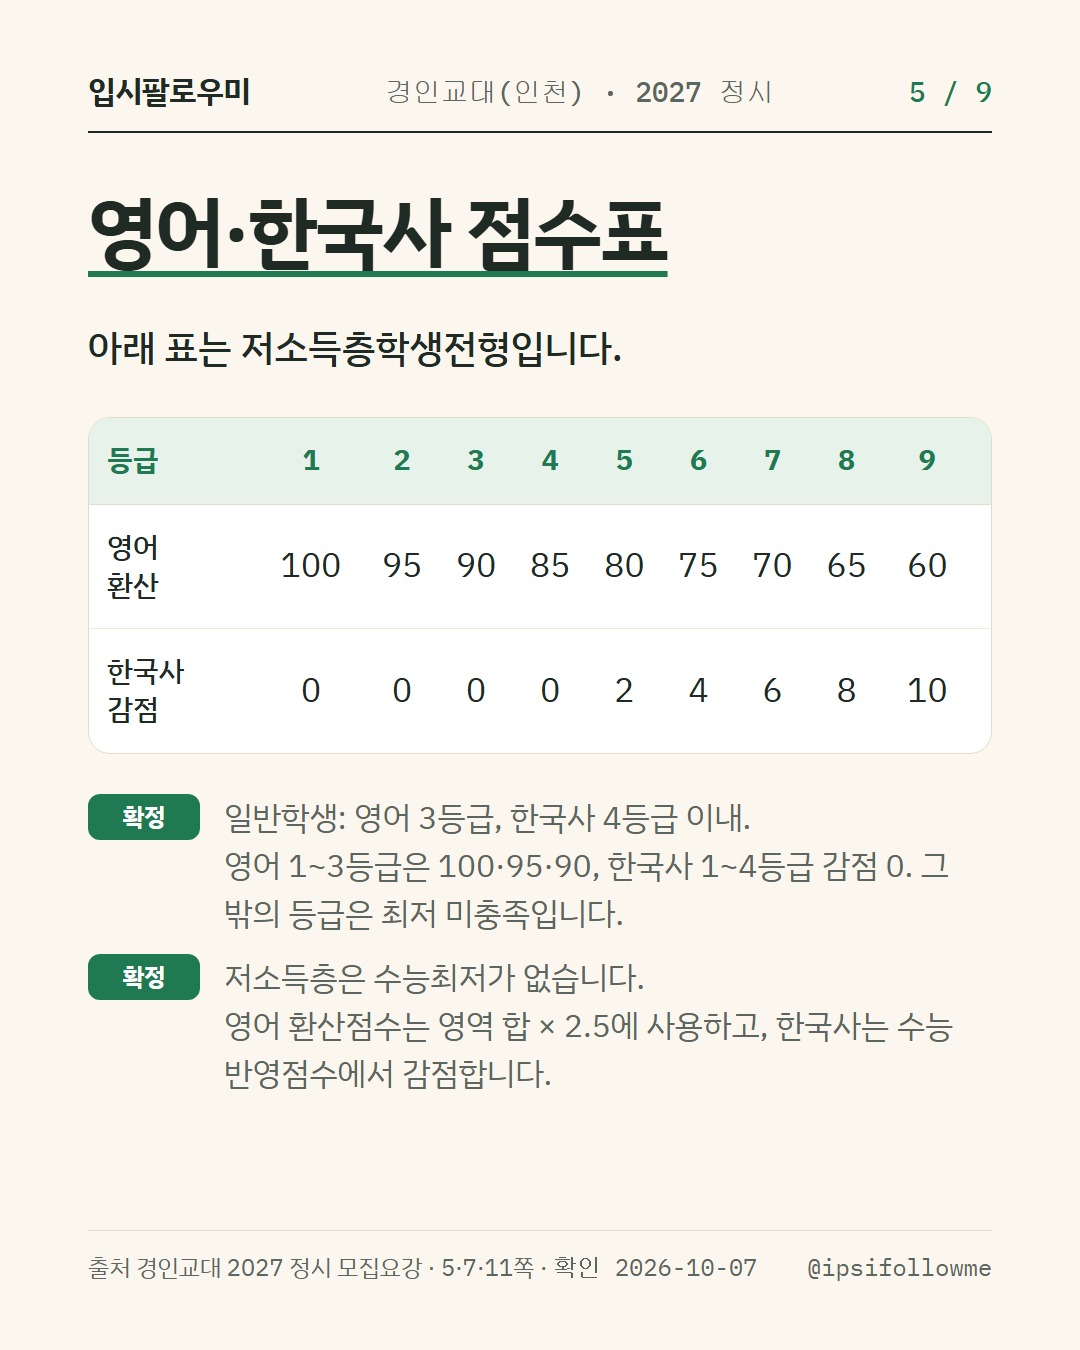 입시팔로우미
경인교대(인천) · 2027 정시
5 / 9
영어·한국사 점수표
아래 표는 저소득층학생전형입니다.
등급 1 2 3 4 5 6 7 8 9
영어
환산
100 95 90 85 80 75 70 65 60
한국사
감점
0 0 0 0 2 4 6 8 10
확정
일반학생: 영어 3등급, 한국사 4등급 이내.
영어 1~3등급은 100·95·90, 한국사 1~4등급 감점 0. 그
밖의 등급은 최저 미충족입니다.
확정
저소득층은 수능최저가 없습니다.
영어 환산점수는 영역 합 × 2.5에 사용하고, 한국사는 수능
반영점수에서 감점합니다.
출처 경인교대 2027 정시 모집요강 · 5·7·11쪽 · 확인 2026-10-07
@ipsifollowme